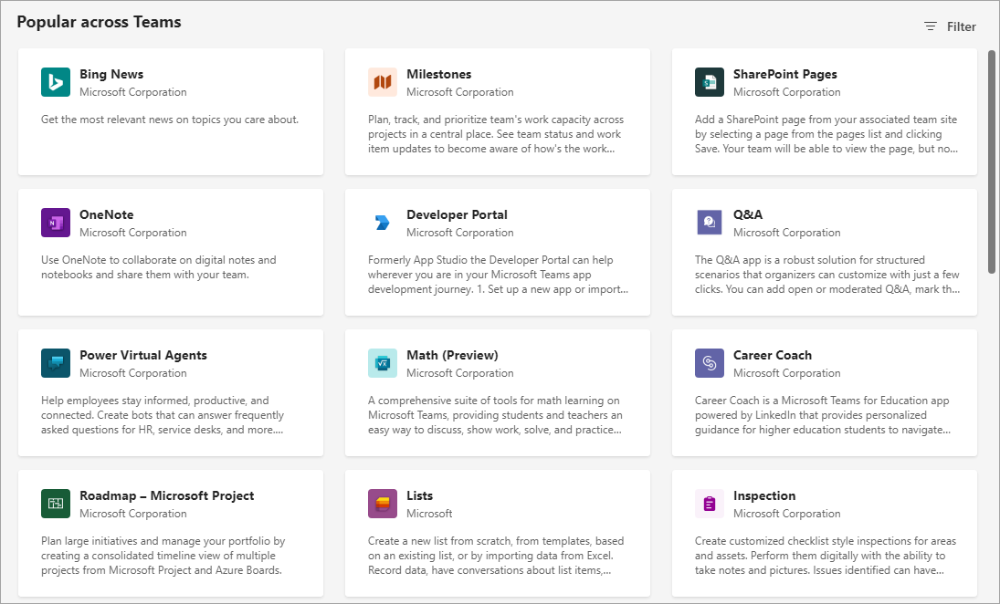 Popular across Teams
Filter
Bing News
Microsoft Corporation
Get the most relevant news on topics you care about.
Milestones
Microsoft Corporation
Plan, track, and prioritize team's work capacity across
projects in a central place. See team status and work
item updates to become aware of how's the work...
SharePoint Pages
Microsoft Corporation
Add a SharePoint page from your associated team site
by selecting a page from the pages list and clicking
Save. Your team will be able to view the page, but no...
OneNote
Microsoft Corporation
Use OneNote to collaborate on digital notes and
notebooks and share them with your team.
Developer Portal
Microsoft Corporation
Formerly App Studio the Developer Portal can help
wherever you are in your Microsoft Teams app
development journey. 1. Set up a new app or import...
Q&A
Microsoft Corporation
The Q&A app is a robust solution for structured
scenarios that organizers can customize with just a few
clicks. You can add open or moderated Q&A, mark th...
Power Virtual Agents
Microsoft Corporation
Help employees stay informed, productive, and
connected. Create bots that can answer frequently
asked questions for HR, service desks, and more....
Math (Preview)
Microsoft Corporation
A comprehensive suite of tools for math learning on
Microsoft Teams, providing students and teachers an
easy way to discuss, show work, solve, and practice...
Career Coach
Microsoft Corporation
Career Coach is a Microsoft Teams for Education app
powered by LinkedIn that provides personalized
guidance for higher education students to navigate...
Roadmap – Microsoft Project
Microsoft Corporation
Plan large initiatives and manage your portfolio by
creating a consolidated timeline view of multiple
projects from Microsoft Project and Azure Boards.
Lists
Microsoft
Create a new list from scratch, from templates, based
on an existing list, or by importing data from Excel.
Record data, have conversations about list items,...
Inspection
Microsoft Corporation
Create customized checklist style inspections for areas
and assets. Perform them digitally with the ability to
take notes and pictures. Issues identified can have...